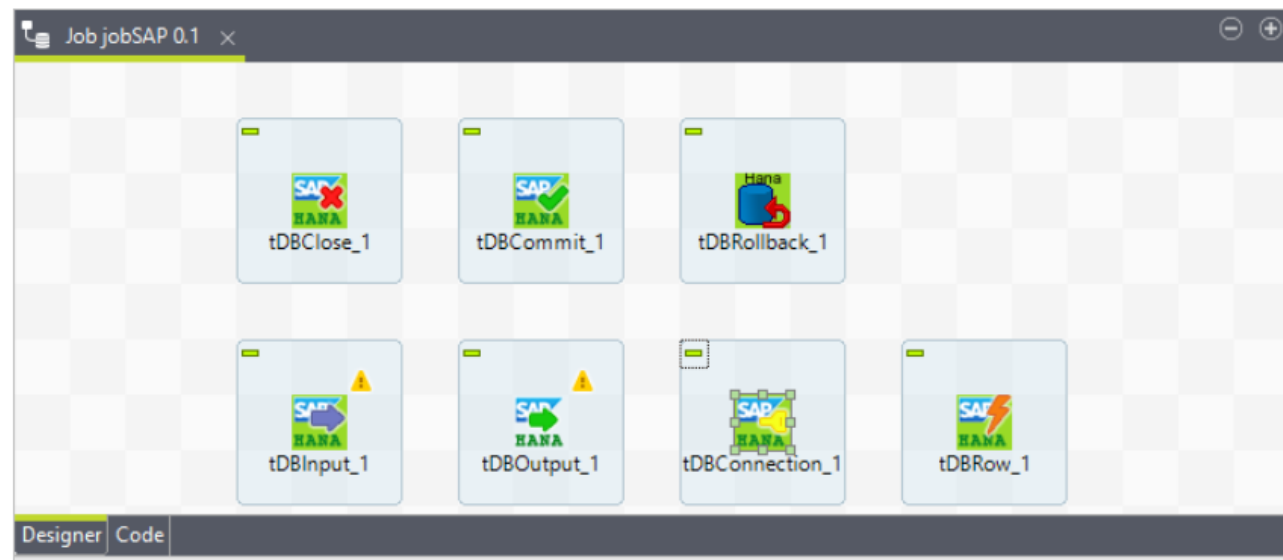 Job jobSAP 0.1
SAP HANA
tDBClose_1
SAP HANA
tDBCommit_1
Hana
tDBRollback_1
SAP HANA
tDBInput_1
SAP HANA
tDBOutput_1
SAP HANA
tDBConnection_1
SAP HANA
tDBRow_1
Designer Code